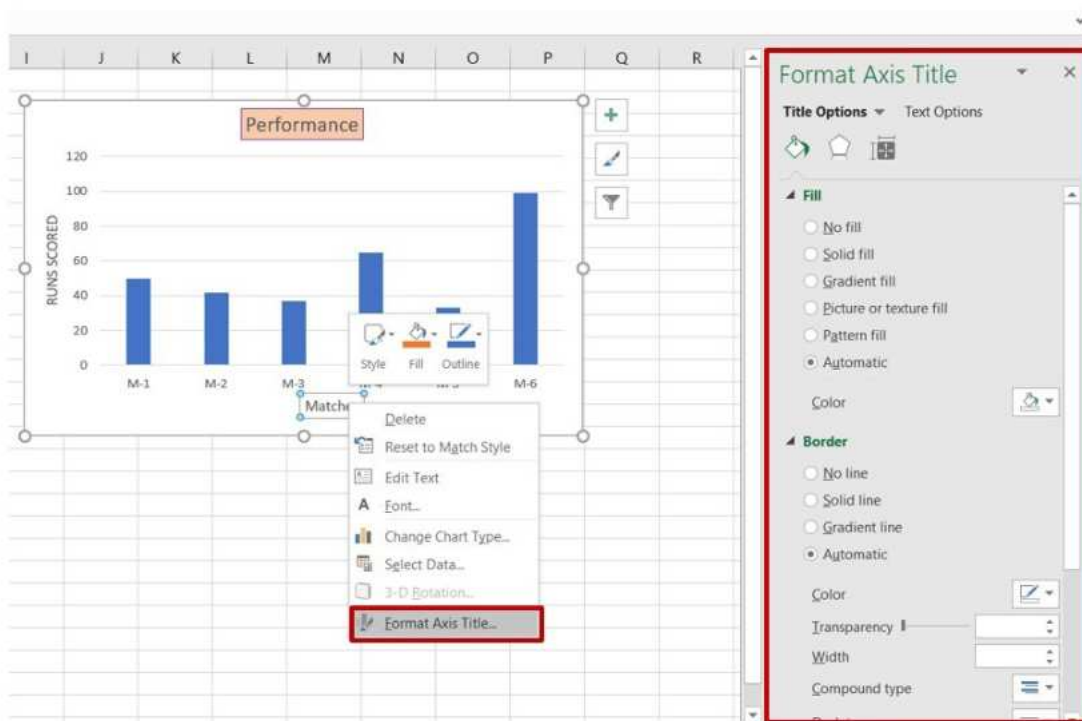 I J K L M N O P Q R
Performance
120
100
80
60
40
20
0
RUNS SCORED
M-1 M-2 M-3 M-6
Style Fill Outline
Delete
Reset to Match Style
Edit Text
A Font...
Change Chart Type...
Select Data...
3-D Rotation...
Format Axis Title...
Format Axis Title
Title Options Text Options
Fill
No fill
Solid fill
Gradient fill
Picture or texture fill
Pattern fill
Automatic
Color
Border
No line
Solid line
Gradient line
Automatic
Color
Transparency
Width
Compound type